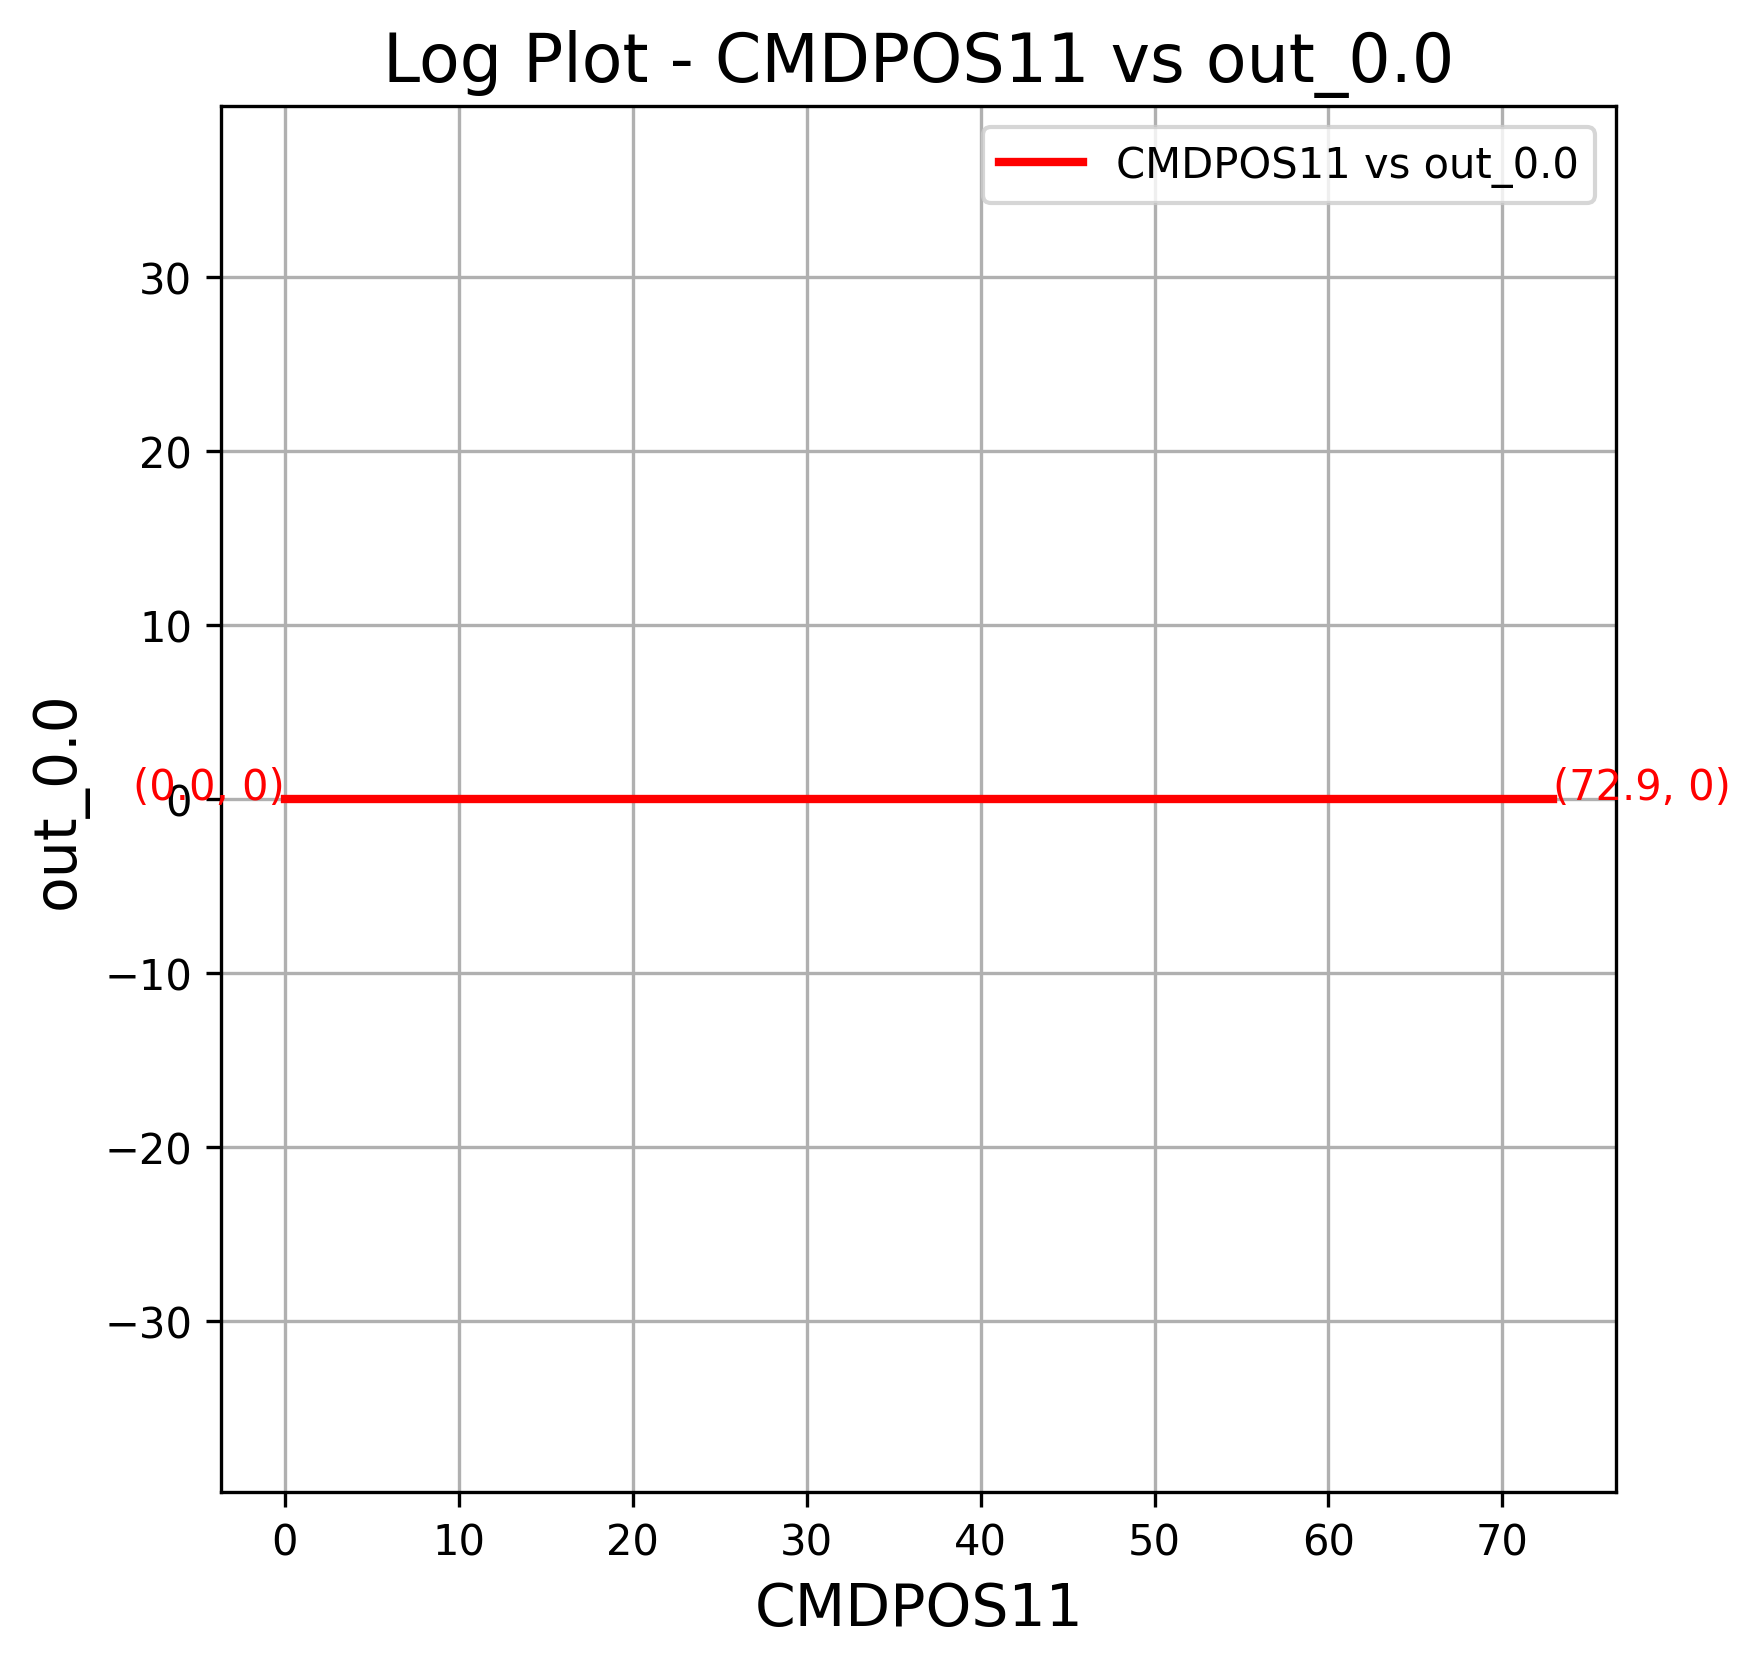 Log Plot - CMDPOS11 vs out_0.0
CMDPOS11 vs out_0.0
30
20
10
0
−10
−20
−30
out_0.0
(0.0, 0)
(72.9, 0)
0 10 20 30 40 50 60 70
CMDPOS11